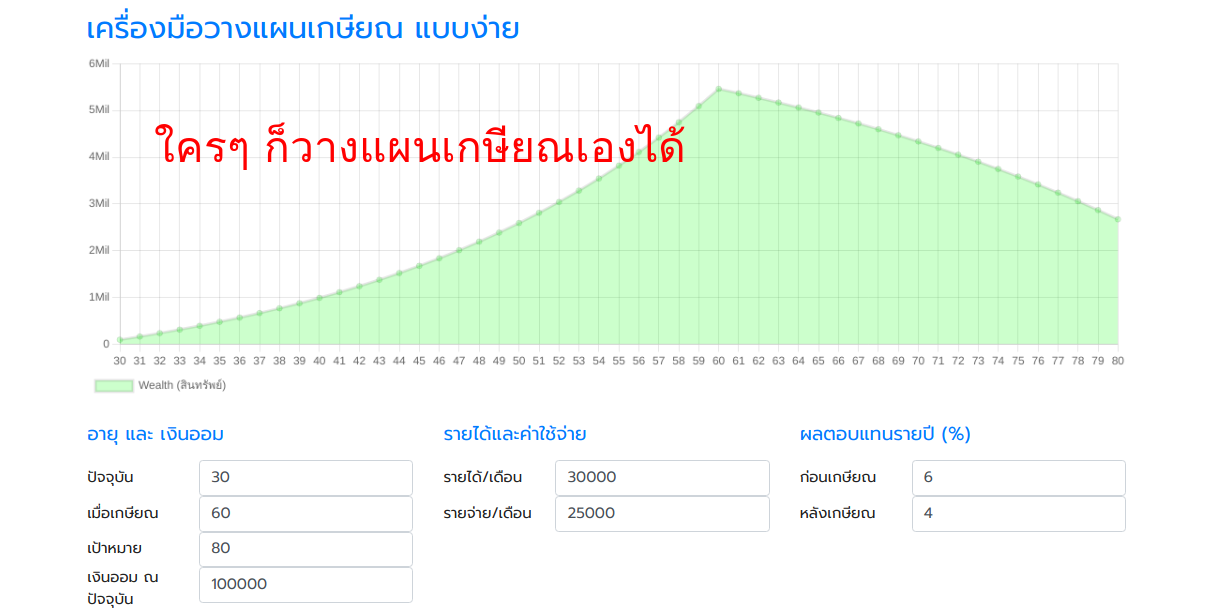 เครื่องมือวางแผนเกษียณ แบบง่าย
6Mil
5Mil
ใครๆ ก็วางแผนเกษียณเองได้
4Mil
3Mil
2Mil
1Mil
0
30 31 32 33 34 35 36 37 38 39 40 41 42 43 44 45 46 47 48 49 50 51 52 53 54 55 56 57 58 59 60 61 62 63 64 65 66 67 68 69 70 71 72 73 74 75 76 77 78 79 80
Wealth (สินทรัพย์)
อายุ และ เงินออม
ปัจจุบัน 30
เมื่อเกษียณ 60
เป้าหมาย 80
เงินออม ณ
ปัจจุบัน 100000
รายได้และค่าใช้จ่าย
รายได้/เดือน 30000
รายจ่าย/เดือน 25000
ผลตอบแทนรายปี (%)
ก่อนเกษียณ 6
หลังเกษียณ 4